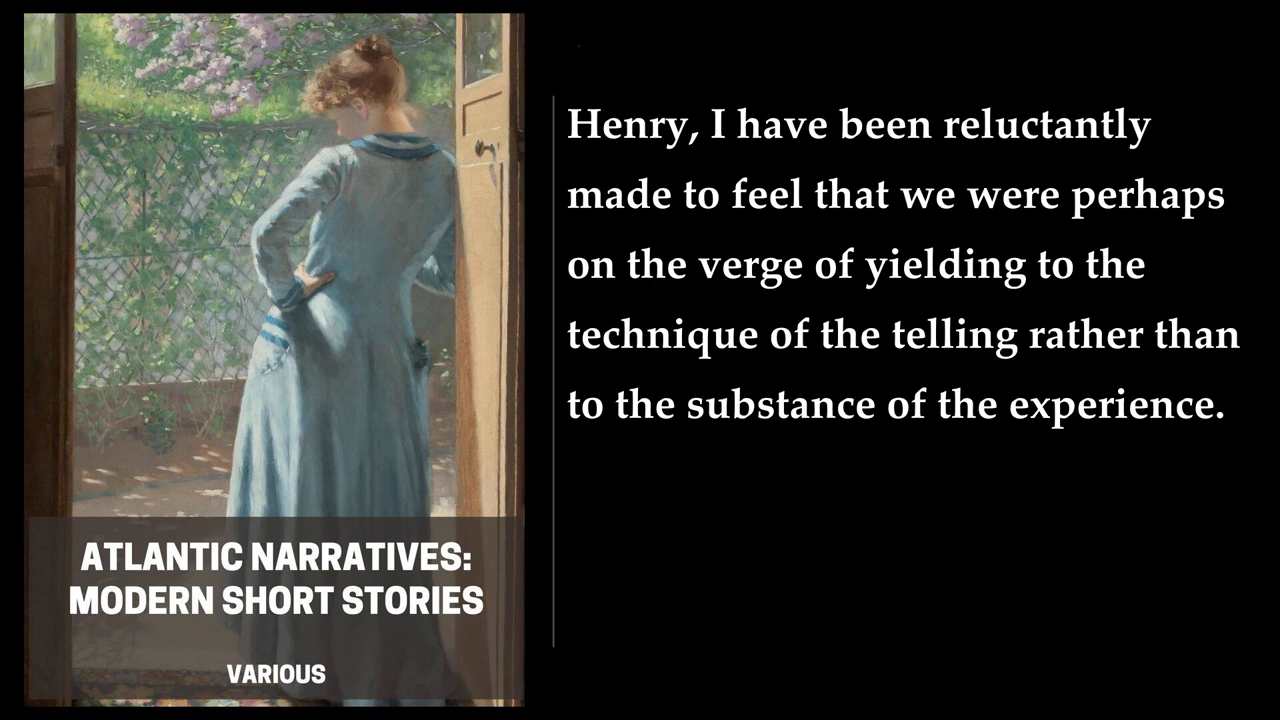 Henry, I have been reluctantly
made to feel that we were perhaps
on the verge of yielding to the
technique of the telling rather than
to the substance of the experience.
ATLANTIC NARRATIVES:
MODERN SHORT STORIES
VARIOUS